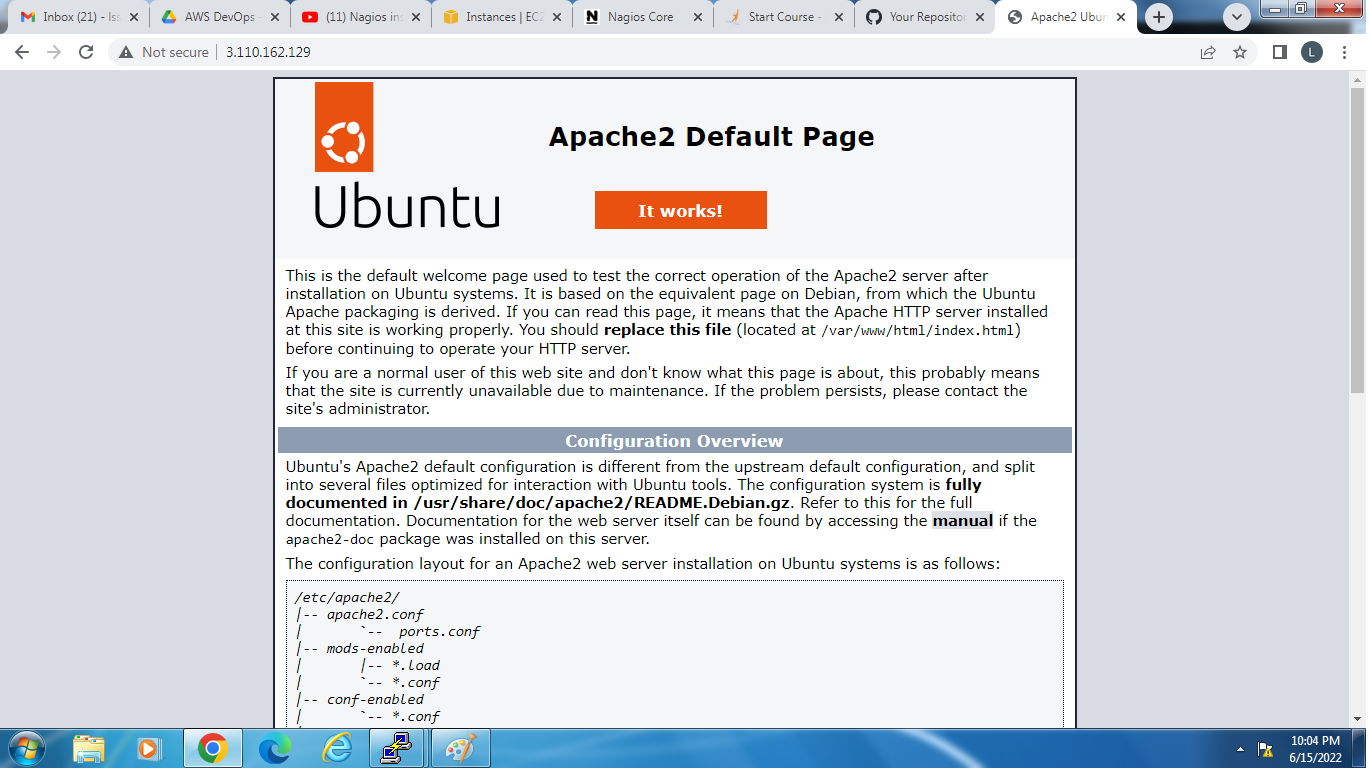 Inbox (21) - Iss
AWS DevOps -
(11) Nagios ins
Instances | EC2
Nagios Core
Start Course -
Your Repositor
Apache2 Ubun
Not secure
3.110.162.129
L
Apache2 Default Page
Ubuntu
It works!
This is the default welcome page used to test the correct operation of the Apache2 server after
installation on Ubuntu systems. It is based on the equivalent page on Debian, from which the Ubuntu
Apache packaging is derived. If you can read this page, it means that the Apache HTTP server installed
at this site is working properly. You should replace this file (located at /var/www/html/index.html)
before continuing to operate your HTTP server.
If you are a normal user of this web site and don't know what this page is about, this probably means
that the site is currently unavailable due to maintenance. If the problem persists, please contact the
site's administrator.
Configuration Overview
Ubuntu's Apache2 default configuration is different from the upstream default configuration, and split
into several files optimized for interaction with Ubuntu tools. The configuration system is fully
documented in /usr/share/doc/apache2/README.Debian.gz. Refer to this for the full
documentation. Documentation for the web server itself can be found by accessing the manual if the
apache2-doc package was installed on this server.
The configuration layout for an Apache2 web server installation on Ubuntu systems is as follows:
/etc/apache2/
|-- apache2.conf
|       `--  ports.conf
|-- mods-enabled
|       |-- *.load
|       `-- *.conf
|-- conf-enabled
|       `-- *.conf
10:04 PM
6/15/2022